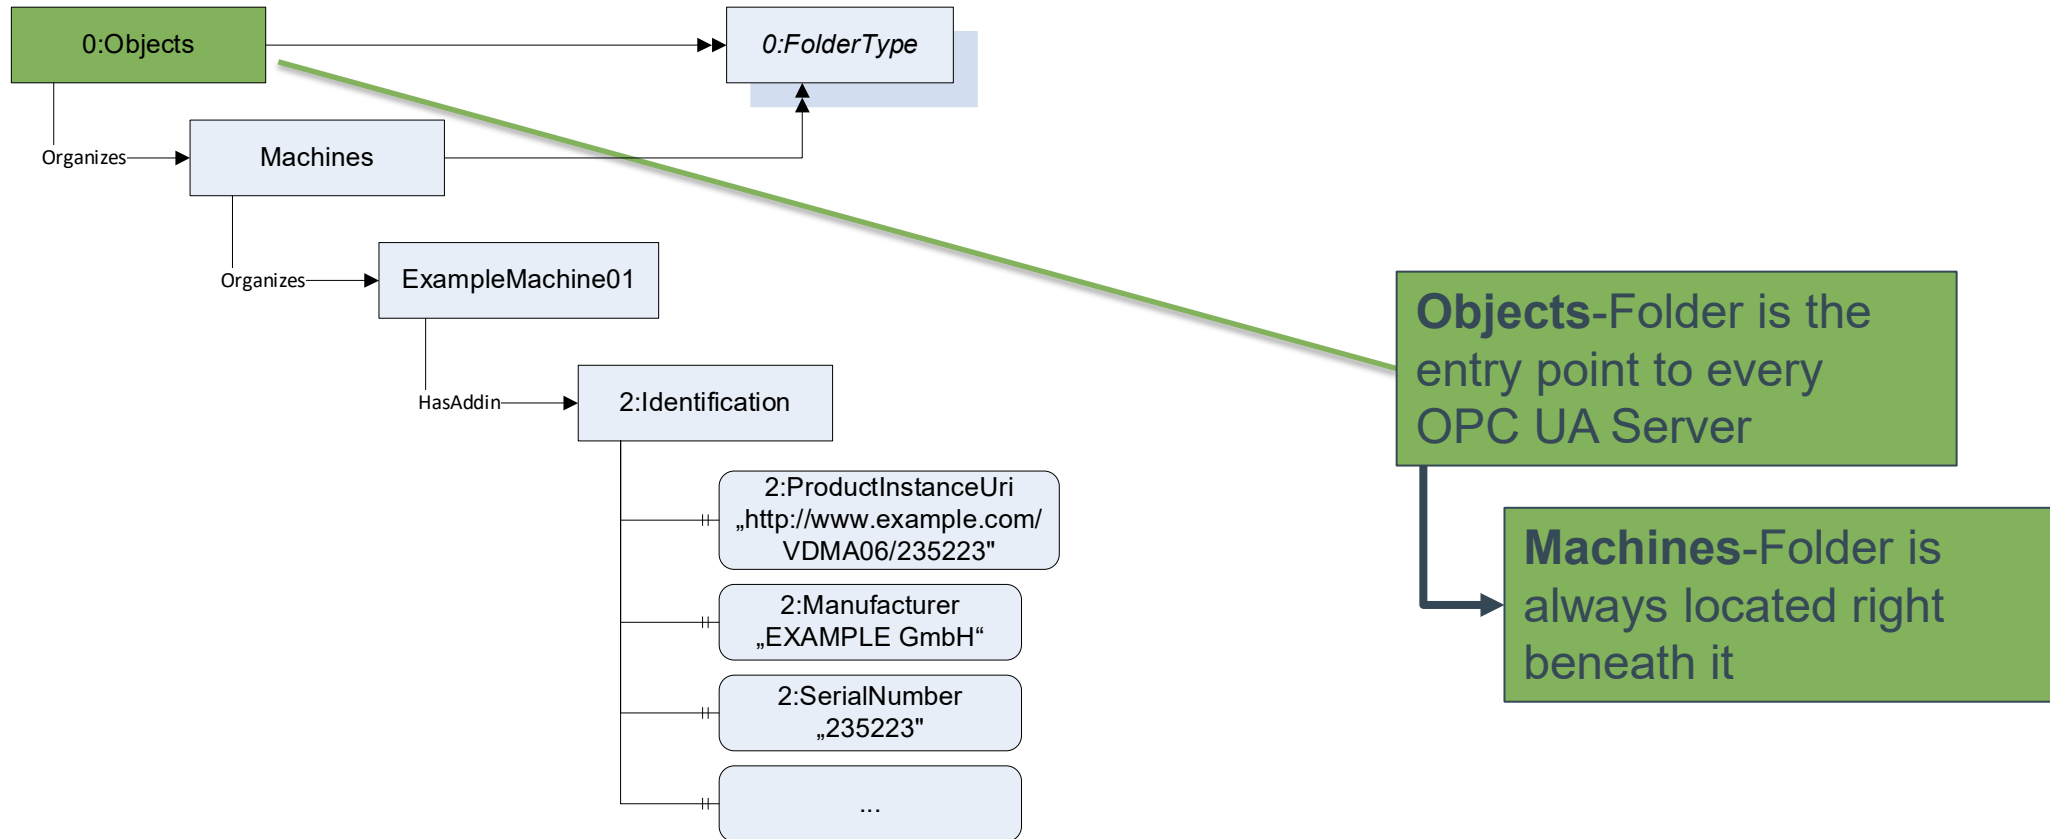 0:Objects
0:FolderType
Organizes
Machines
Organizes
ExampleMachine01
HasAddin
2:Identification
2:ProductInstanceUri
„http://www.example.com/
VDMA06/235223"
2:Manufacturer
„EXAMPLE GmbH“
2:SerialNumber
„235223"
...
Objects-Folder is the
entry point to every
OPC UA Server
Machines-Folder is
always located right
beneath it